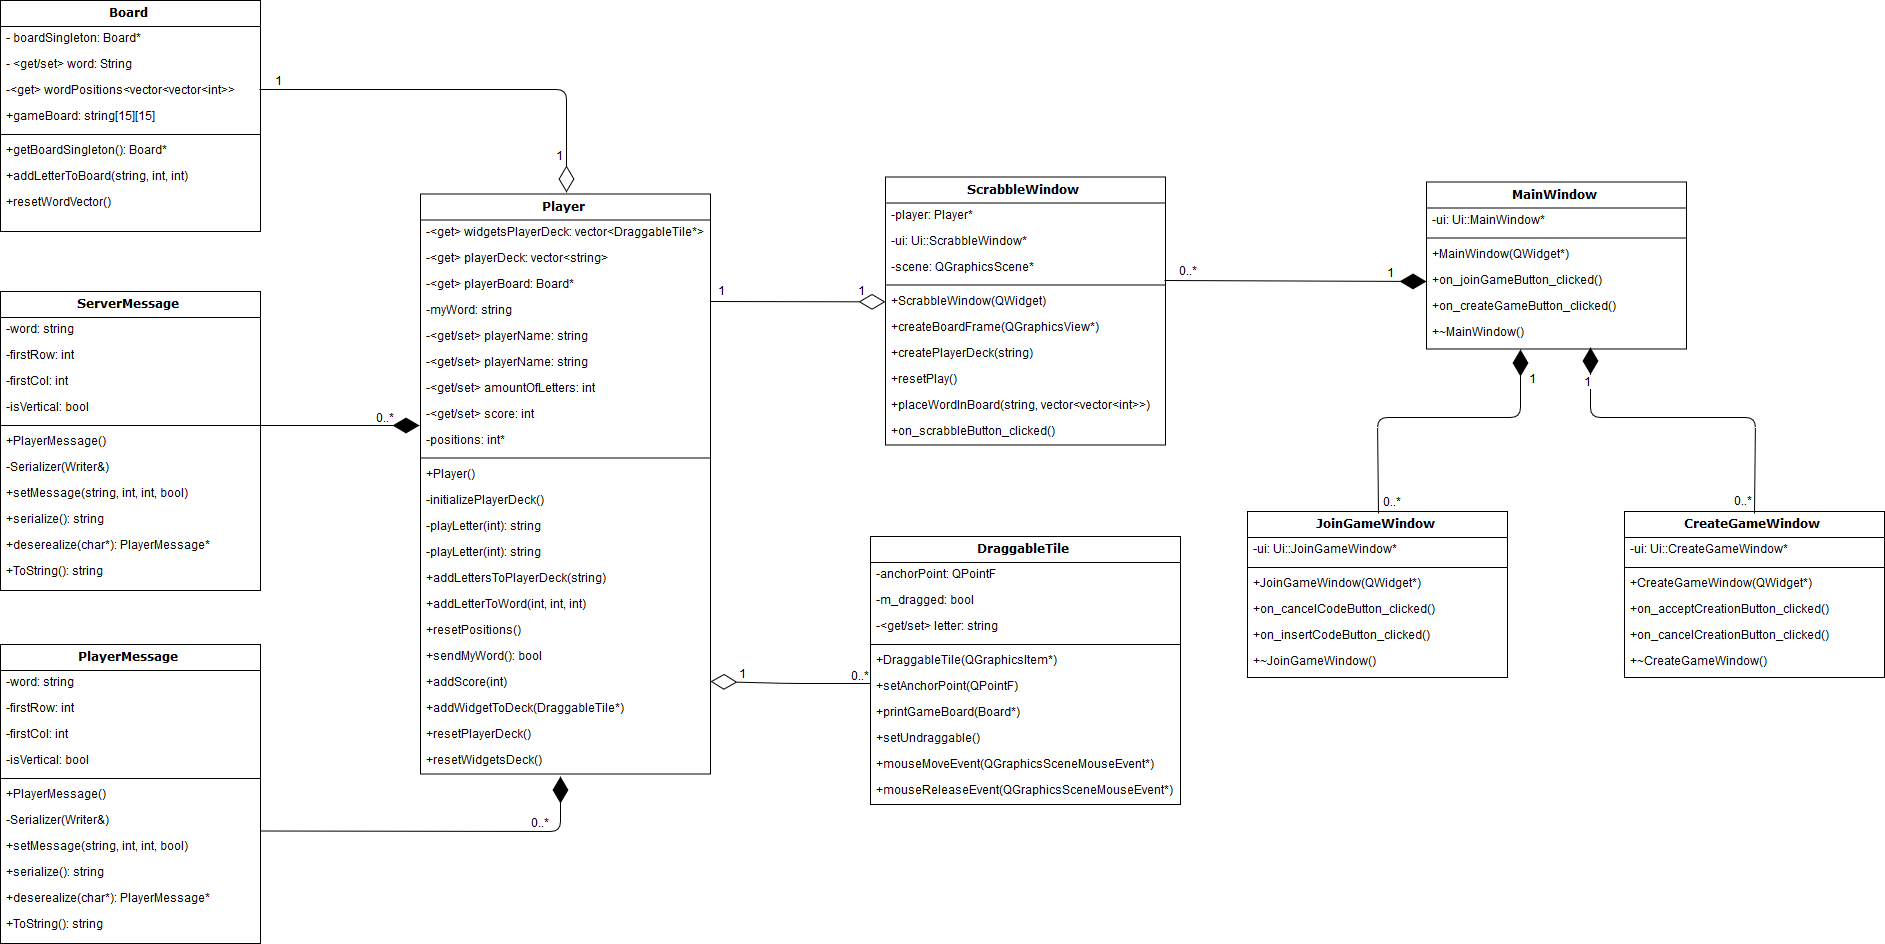 Board
- boardSingleton: Board*
- <get/set> word: String
-<get> wordPositions<vector<vector<int>>
+gameBoard: string[15][15]
+getBoardSingleton(): Board*
+addLetterToBoard(string, int, int)
+resetWordVector()
1
1
ServerMessage
-word: string
-firstRow: int
-firstCol: int
-isVertical: bool
+PlayerMessage()
-Serializer(Writer&)
+setMessage(string, int, int, bool)
+serialize(): string
+deserealize(char*): PlayerMessage*
+ToString(): string
0..*
PlayerMessage
-word: string
-firstRow: int
-firstCol: int
-isVertical: bool
+PlayerMessage()
-Serializer(Writer&)
+setMessage(string, int, int, bool)
+serialize(): string
+deserealize(char*): PlayerMessage*
+ToString(): string
0..*
Player
-<get> widgetsPlayerDeck: vector<DraggableTile*>
-<get> playerDeck: vector<string>
-<get> playerBoard: Board*
-myWord: string
-<get/set> playerName: string
-<get/set> playerName: string
-<get/set> amountOfLetters: int
-<get/set> score: int
-positions: int*
+Player()
-initializePlayerDeck()
-playLetter(int): string
-playLetter(int): string
+addLettersToPlayerDeck(string)
+addLetterToWord(int, int, int)
+resetPositions()
+sendMyWord(): bool
+addScore(int)
+addWidgetToDeck(DraggableTile*)
+resetPlayerDeck()
+resetWidgetsDeck()
1
1
1
0..*
ScrabbleWindow
-player: Player*
-ui: Ui::ScrabbleWindow*
-scene: QGraphicsScene*
+ScrabbleWindow(QWidget)
+createBoardFrame(QGraphicsView*)
+createPlayerDeck(string)
+resetPlay()
+placeWordInBoard(string, vector<vector<int>>)
+on_scrabbleButton_clicked()
0..*
1
DraggableTile
-anchorPoint: QPointF
-m_dragged: bool
-<get/set> letter: string
+DraggableTile(QGraphicsItem*)
+setAnchorPoint(QPointF)
+printGameBoard(Board*)
+setUndraggable()
+mouseMoveEvent(QGraphicsSceneMouseEvent*)
+mouseReleaseEvent(QGraphicsSceneMouseEvent*)
MainWindow
-ui: Ui::MainWindow*
+MainWindow(QWidget*)
+on_joinGameButton_clicked()
+on_createGameButton_clicked()
+~MainWindow()
1
1
0..*
0..*
JoinGameWindow
-ui: Ui::JoinGameWindow*
+JoinGameWindow(QWidget*)
+on_cancelCodeButton_clicked()
+on_insertCodeButton_clicked()
+~JoinGameWindow()
CreateGameWindow
-ui: Ui::CreateGameWindow*
+CreateGameWindow(QWidget*)
+on_acceptCreationButton_clicked()
+on_cancelCreationButton_clicked()
+~CreateGameWindow()